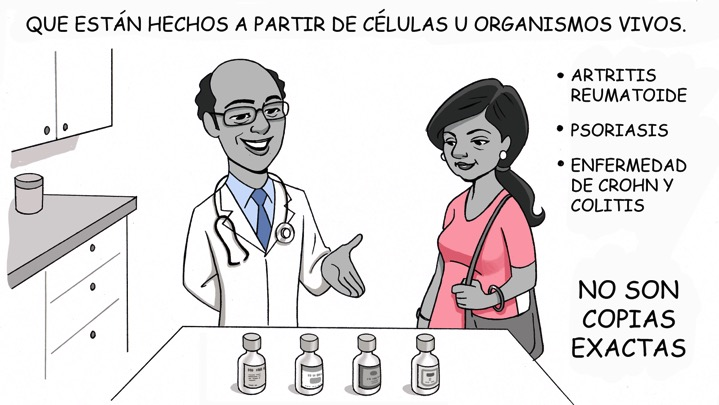 QUE ESTÁN HECHOS A PARTIR DE CÉLULAS U ORGANISMOS VIVOS.
• ARTRITIS
REUMATOIDE
• PSORIASIS
• ENFERMEDAD
DE CROHN Y
COLITIS
NO SON
COPIAS
EXACTAS